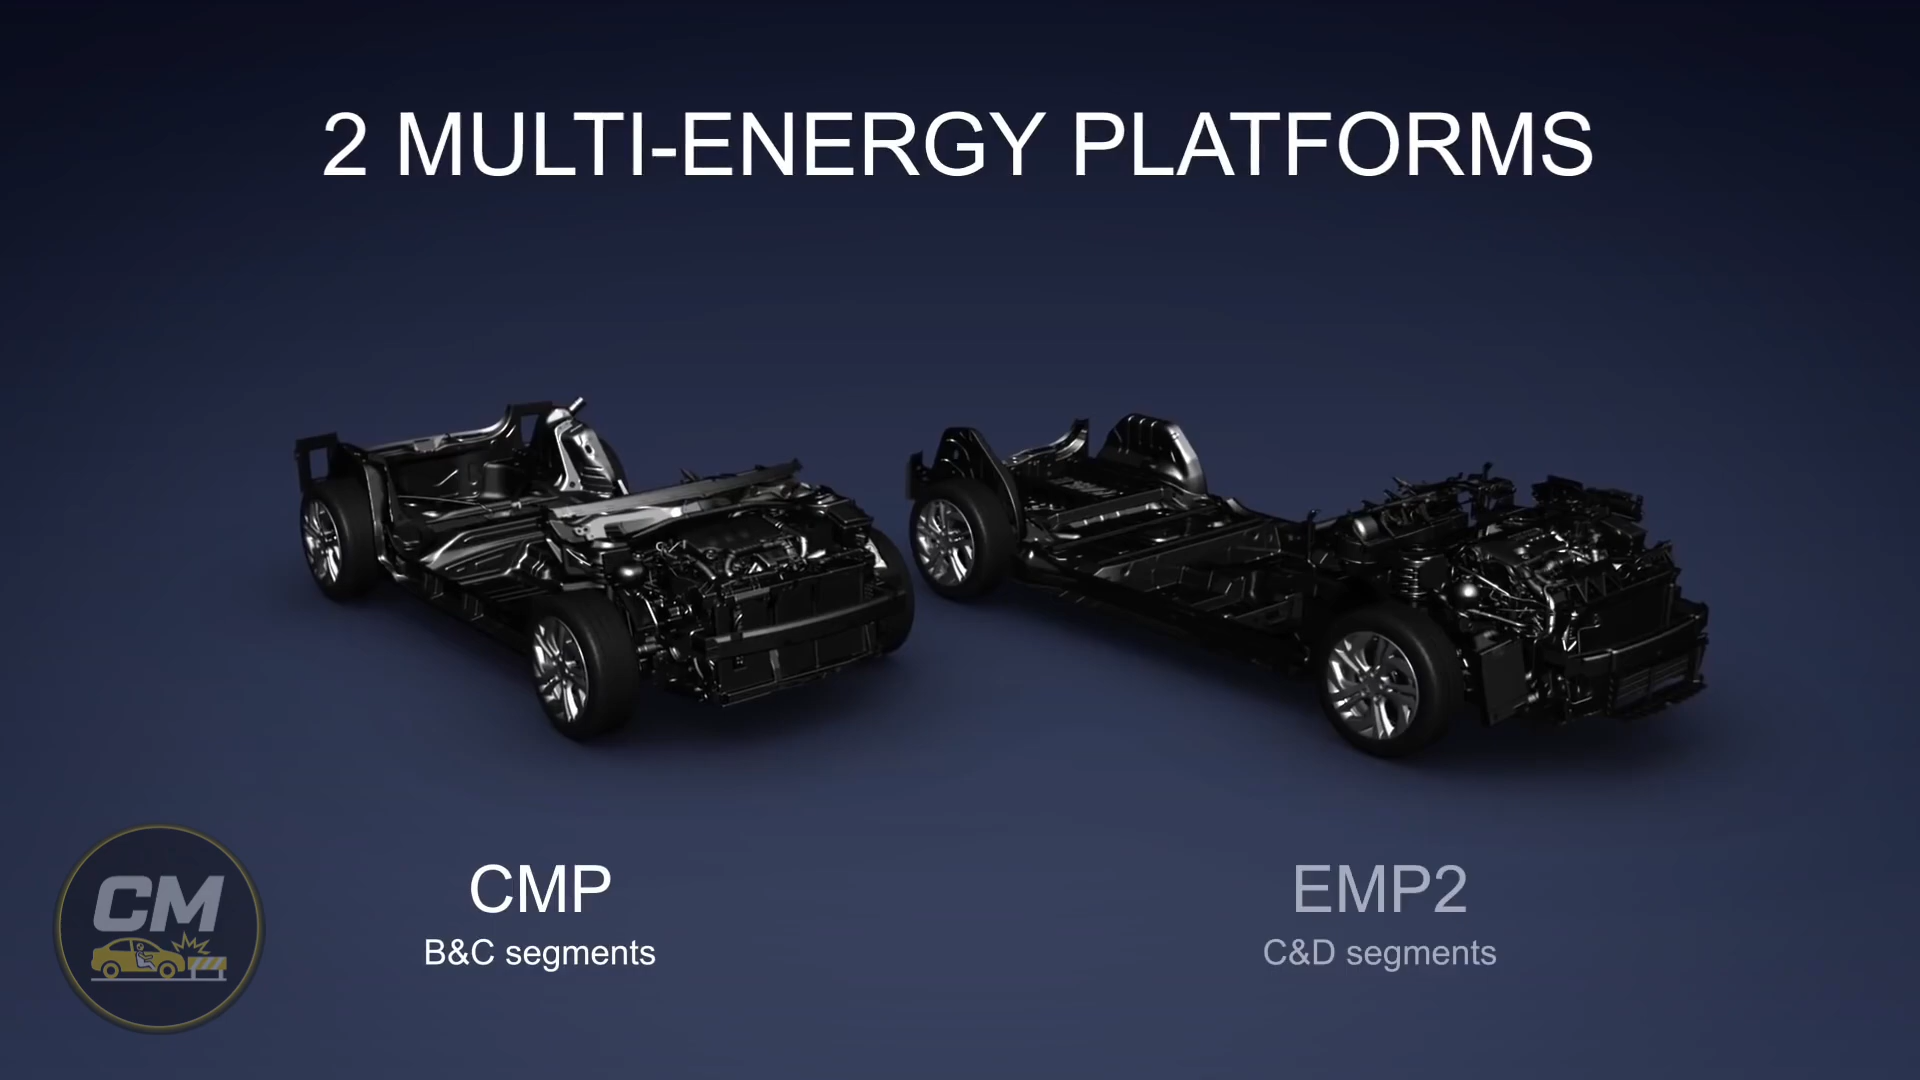 2 MULTI-ENERGY PLATFORMS
CMP
B&C segments
EMP2
C&D segments
CM